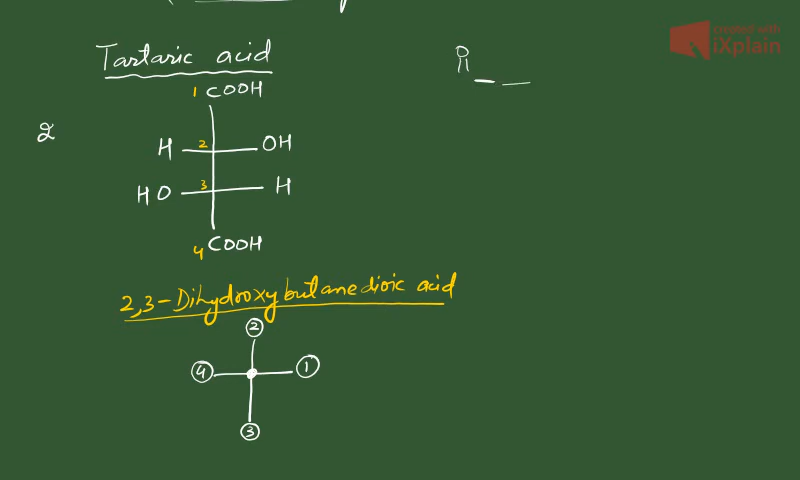 Tartaric acid
created with
iXplain
1 COOH
2
H 2 OH
HO 3 H
4 COOH
2,3-Dihydroxybutanedioic acid
2
4 1
3